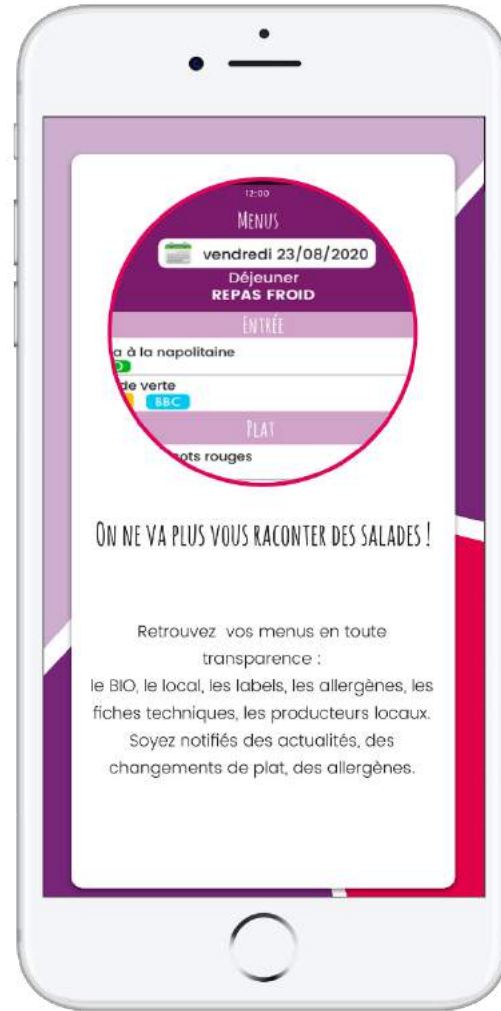 12:00
MENUS
vendredi 23/08/2020
Déjeuner
REPAS FROID
ENTRÉE
à la napolitaine
verte
BBC
PLAT
rouges
ON NE VA PLUS VOUS RACONTER DES SALADES !
Retrouvez vos menus en toute
transparence :
le BIO, le local, les labels, les allergènes, les
fiches techniques, les producteurs locaux.
Soyez notifiés des actualités, des
changements de plat, des allergènes.